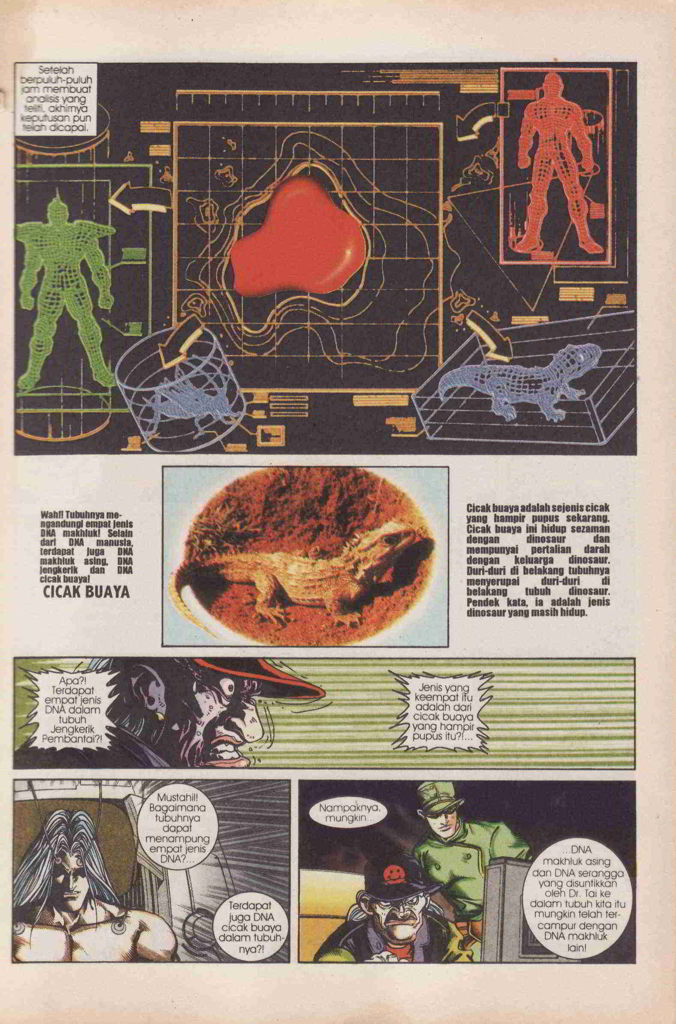 Setelah
berpuluh-puluh
jam membuat
analisis yang
teliti, akhirnya
keputusan pun
telah dicapai.
Wah!! Tubuhnya me-
ngandungi empat jenis
DNA makhluk! Selain
dari DNA manusia,
terdapat juga DNA
makhluk asing, DNA
jengkerik dan DNA
cicak buaya!
CICAK BUAYA
Cicak buaya adalah sejenis cicak
yang hampir pupus sekarang.
Cicak buaya ini hidup sezaman
dengan dinosaur dan
mempunyai pertalian darah
dengan keluarga dinosaur.
Duri-duri di belakang tubuhnya
menyerupai duri-duri di
belakang tubuh dinosaur.
Pendek kata, ia adalah jenis
dinosaur yang masih hidup.
Apa?!
Terdapat
empat jenis
DNA dalam
tubuh
Jengkerik
Pembantai?!
Jenis yang
keempat itu
adalah dari
cicak buaya
yang hampir
pupus itu?!...
Mustahil!
Bagaimana
tubuhnya
dapat
menampung
empat jenis
DNA?...
Terdapat
juga DNA
cicak buaya
dalam tubuh-
nya?!
Nampaknya,
mungkin...
...DNA
makhluk asing
dan DNA serangga
yang disuntikkan
oleh Dr. Tai ke
dalam tubuh kita itu
mungkin telah ter-
campur dengan
DNA makhluk
lain!